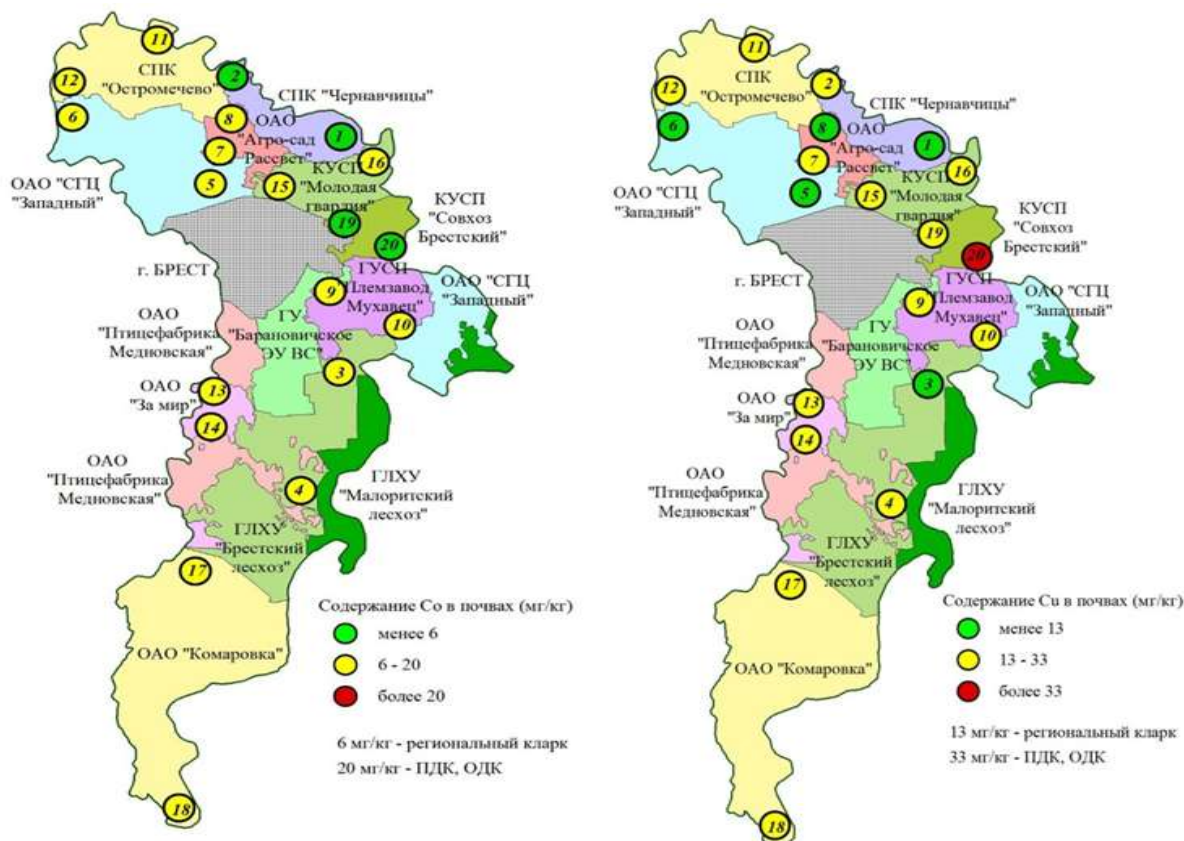 11
СПК
"Остромечево"
12
6
2
СПК "Чернавчицы"
8
ОАО
"Агро-сад
Рассвет"
1
7
5
16
КУСП
"Молодая
гвардия"
15
ОАО "СГЦ
"Западный"
19
КУСП
"Совхоз
Брестский"
20
г. БРЕСТ
ГУСП
"Племзавод
Мухавец"
9
10
ОАО "СГЦ
"Западный"
ОАО
"Птицефабрика
Медновская"
ГУ
"Барановичское
ЭУ ВС"
3
13
ОАО
"За мир"
14
ОАО
"Птицефабрика
Медновская"
4
ГЛХУ
"Малоритский
лесхоз"
ГЛХУ
"Брестский
лесхоз"
17
ОАО "Комаровка"
18
Содержание Co в почвах (мг/кг)
менее 6
6 - 20
более 20
6 мг/кг - региональный кларк
20 мг/кг - ПДК, ОДК
11
СПК
"Остромечево"
12
6
2
СПК "Чернавчицы"
8
ОАО
"Агро-сад
Рассвет"
1
7
5
16
КУСП
"Молодая
гвардия"
15
ОАО "СГЦ
"Западный"
19
КУСП
"Совхоз
Брестский"
20
г. БРЕСТ
ГУСП
"Племзавод
Мухавец"
9
10
ОАО "СГЦ
"Западный"
ОАО
"Птицефабрика
Медновская"
ГУ
"Барановичское
ЭУ ВС"
3
13
ОАО
"За мир"
14
ОАО
"Птицефабрика
Медновская"
4
ГЛХУ
"Малоритский
лесхоз"
ГЛХУ
"Брестский
лесхоз"
17
ОАО "Комаровка"
18
Содержание Cu в почвах (мг/кг)
менее 13
13 - 33
более 33
13 мг/кг - региональный кларк
33 мг/кг - ПДК, ОДК